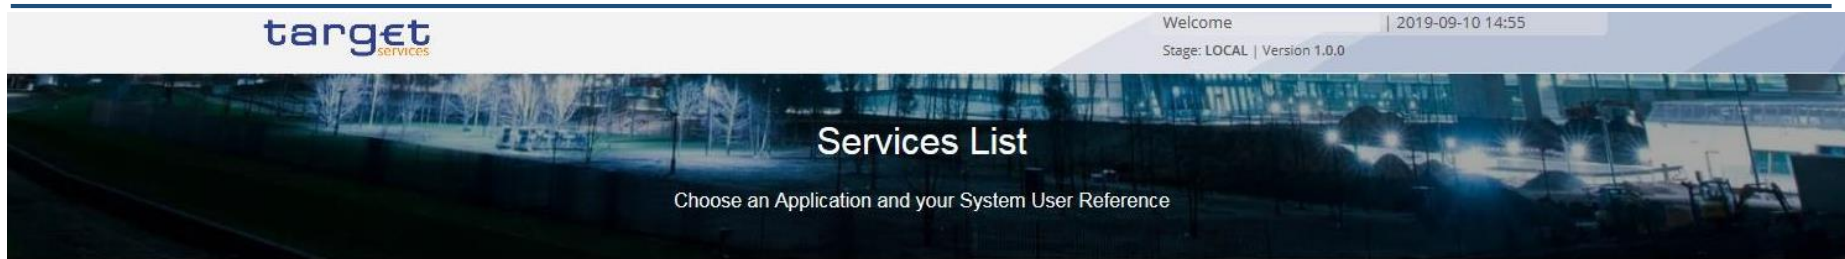 target
services
Welcome | 2019-09-10 14:55
Stage: LOCAL | Version 1.0.0
Services List
Choose an Application and your System User Reference